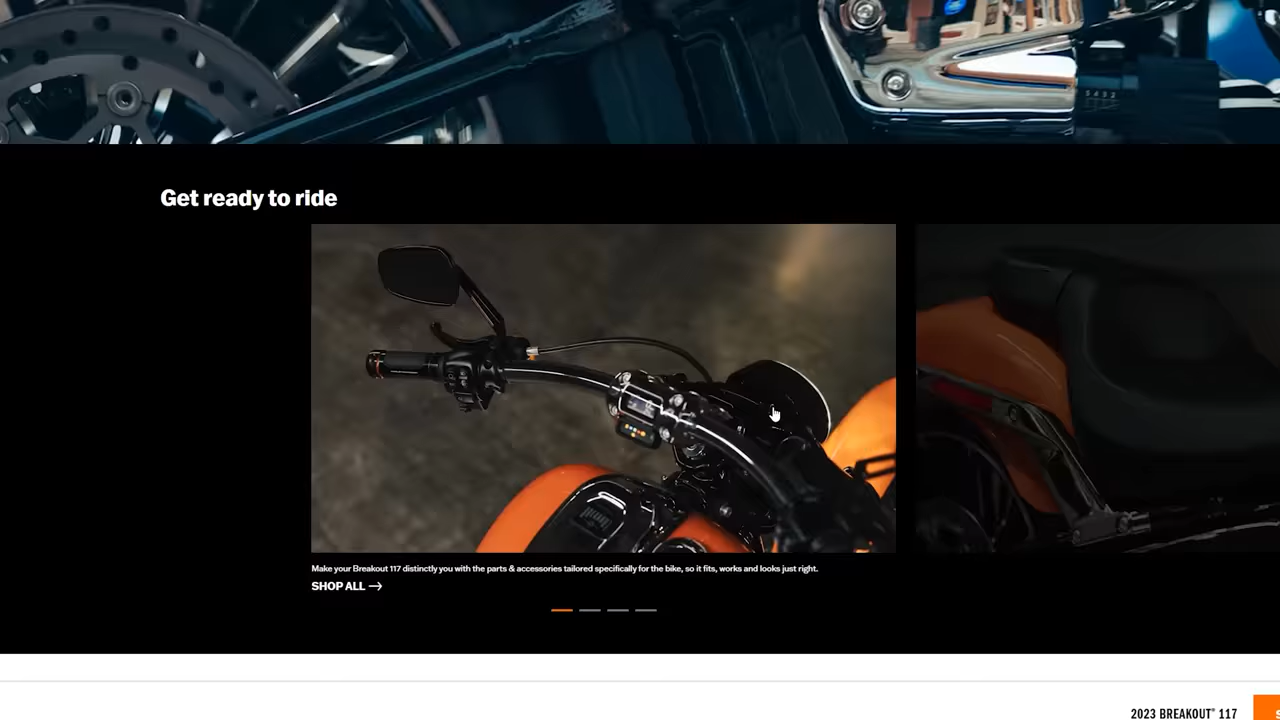 Get ready to ride
Make your Breakout 117 distinctly you with the parts & accessories tailored specifically for the bike, so it fits, works and looks just right.
SHOP ALL →
2023 BREAKOUT® 117